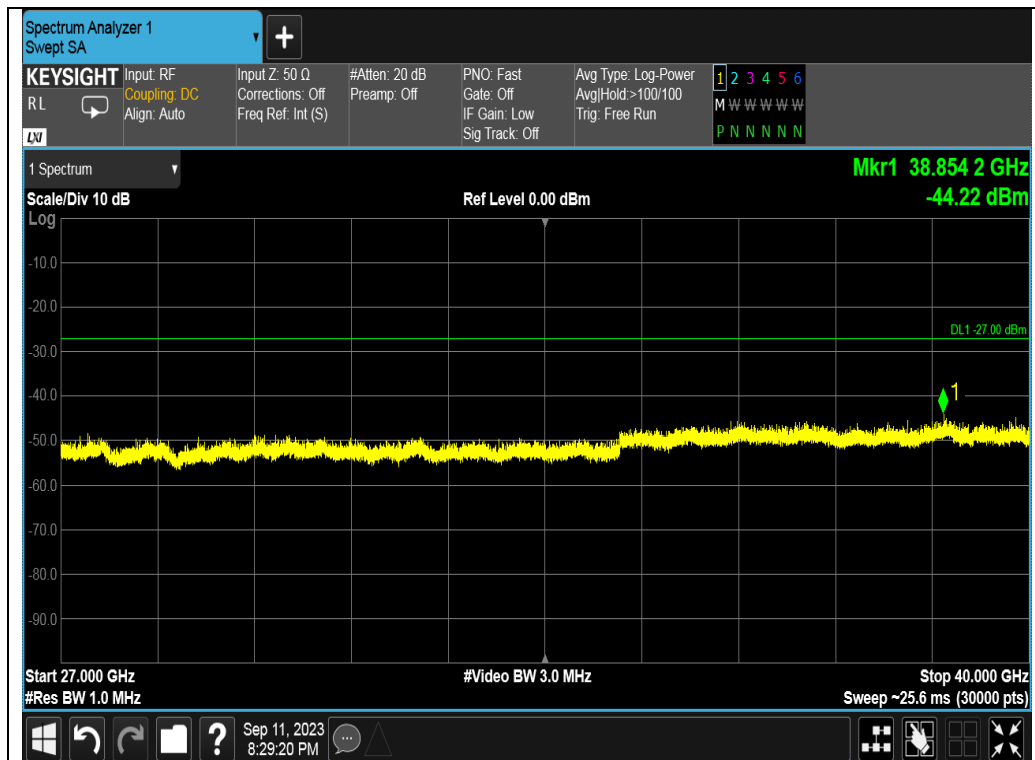 Spectrum Analyzer 1
Swept SA
+
KEYSIGHT
RL
LXI
Input: RF
Coupling: DC
Align: Auto
Input Z: 50 Ω
Corrections: Off
Freq Ref: Int (S)
#Atten: 20 dB
Preamp: Off
PNO: Fast
Gate: Off
IF Gain: Low
Sig Track: Off
Avg Type: Log-Power
Avg|Hold:>100/100
Trig: Free Run
1 2 3 4 5 6
M W W W W W
P N N N N N
1 Spectrum
Mkr1 38.854 2 GHz
-44.22 dBm
Scale/Div 10 dB
Ref Level 0.00 dBm
Log
-10.0
-20.0
DL1 -27.00 dBm
-30.0
-40.0
1
-50.0
-60.0
-70.0
-80.0
-90.0
Start 27.000 GHz
#Video BW 3.0 MHz
Stop 40.000 GHz
#Res BW 1.0 MHz
Sweep ~25.6 ms (30000 pts)
?
Sep 11, 2023
8:29:20 PM